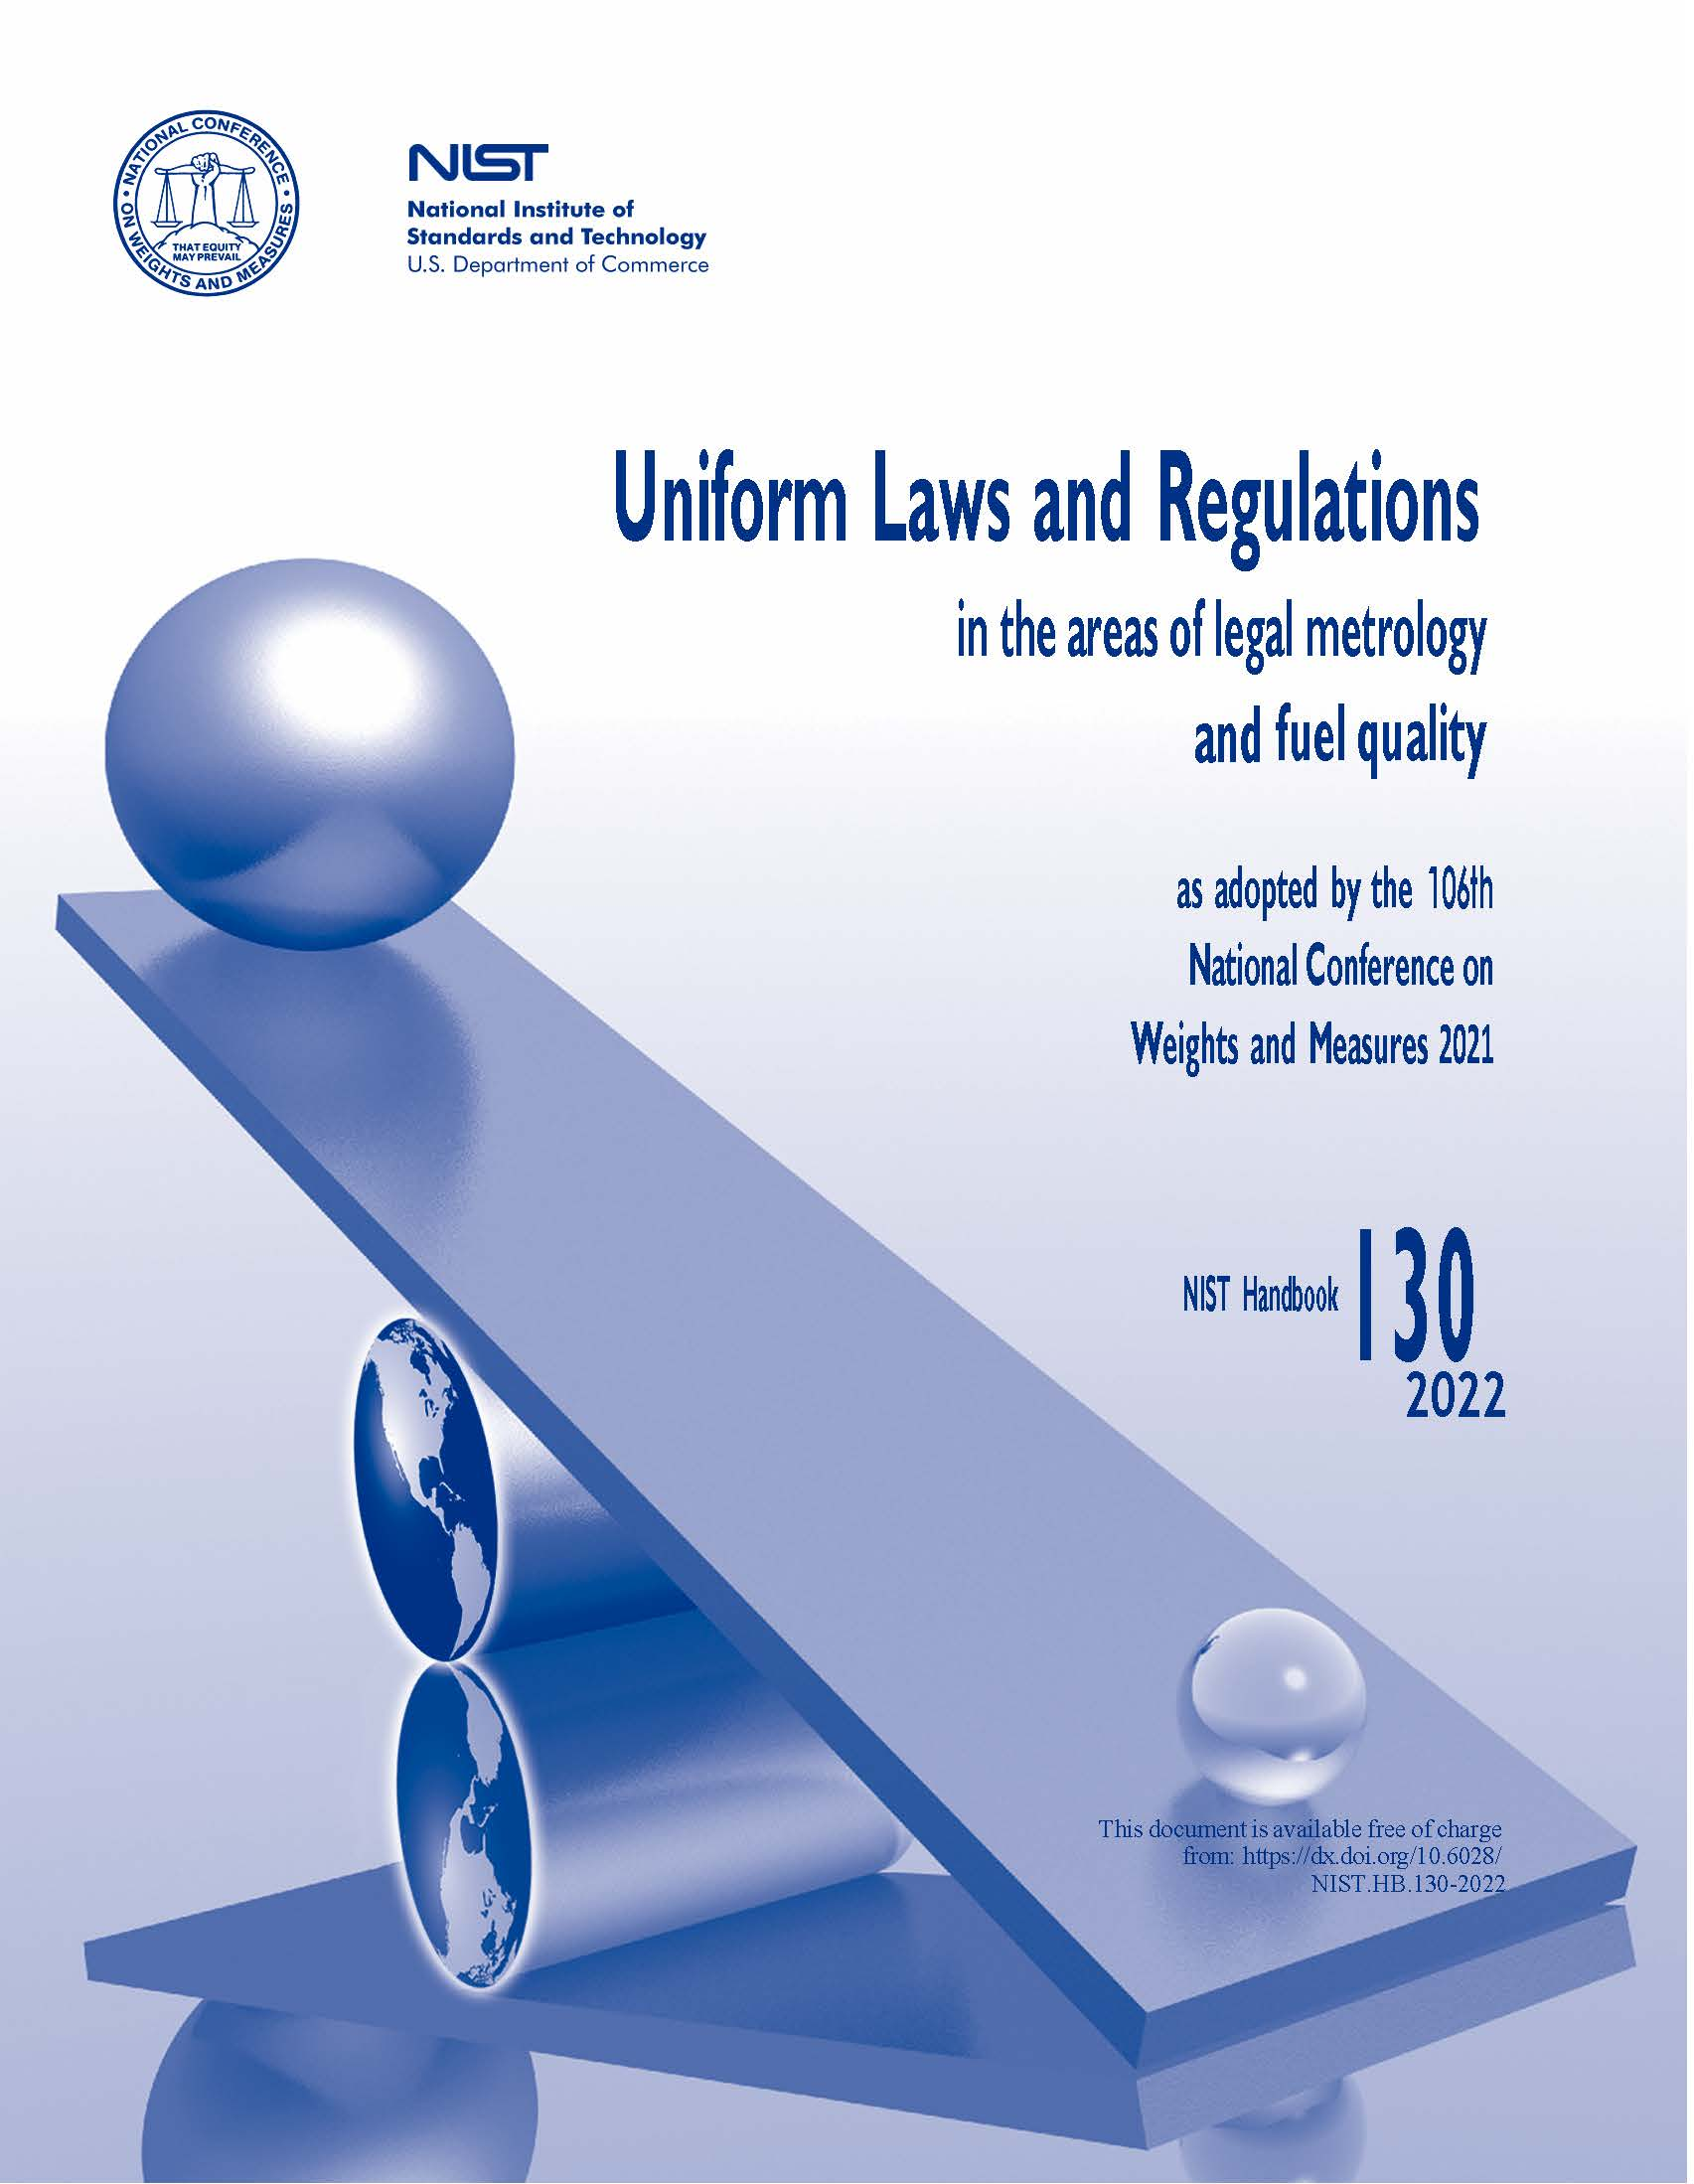 NATIONAL CONFERENCE
ON WEIGHTS AND MEASURES
THAT EQUITY
MAY PREVAIL
NIST
National Institute of
Standards and Technology
U.S. Department of Commerce
Uniform Laws and Regulations
in the areas of legal metrology
and fuel quality
as adopted by the 106th
National Conference on
Weights and Measures 2021
NIST Handbook 130
2022
This document is available free of charge
from: https://dx.doi.org/10.6028/
NIST.HB.130-2022